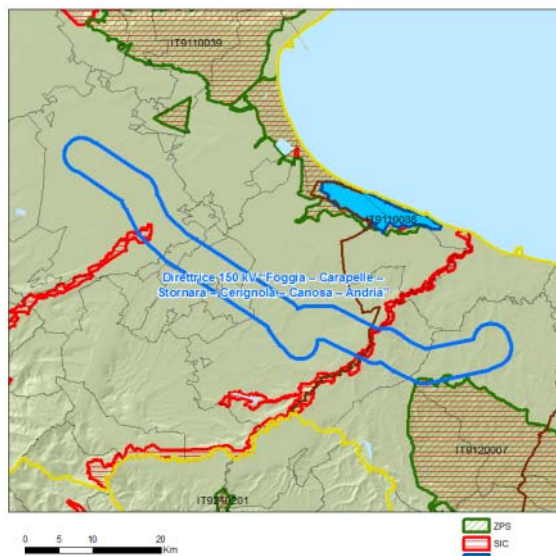 IT9110039
IT9110038
Direttrice 150 kV "Foggia – Carapelle –
Stornara – Cerignola – Canosa – Andria"
IT9120007
IT9210201
0 5 10 20
Km
ZPS
SIC